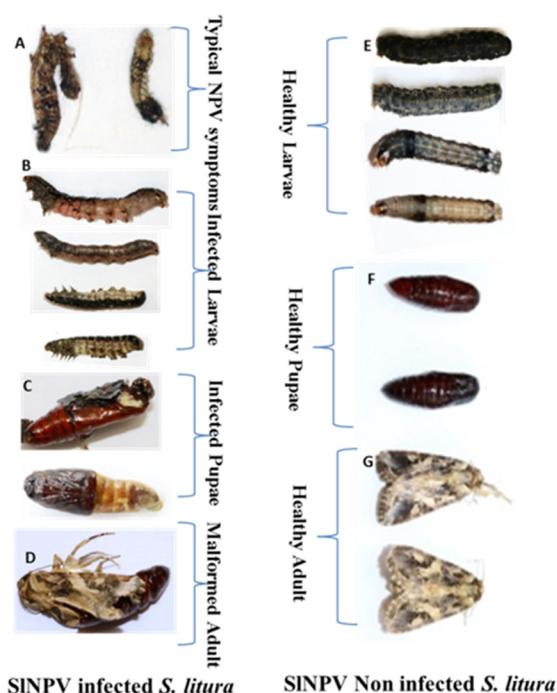 A
Typical NPV symptoms
B
Infected Larvae
C
Infected Pupae
D
Malformed Adult
SlNPV infected S. litura
E
Healthy Larvae
F
Healthy Pupae
G
Healthy Adult
SlNPV Non infected S. litura